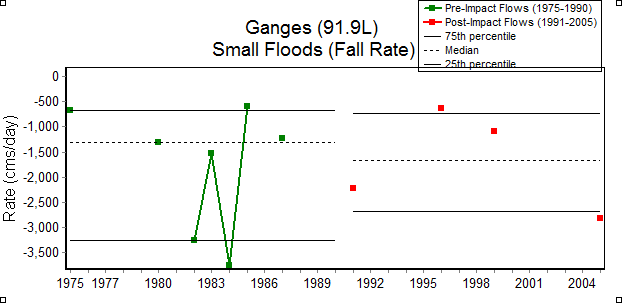 Ganges (91.9L)
Small Floods (Fall Rate)
Pre-Impact Flows (1975-1990)
Post-Impact Flows (1991-2005)
75th percentile
Median
25th percentile
Rate (cms/day)
0
-500
-1,000
-1,500
-2,000
-2,500
-3,000
-3,500
1975 1977 1980 1983 1986 1989 1992 1996 1998 2001 2004